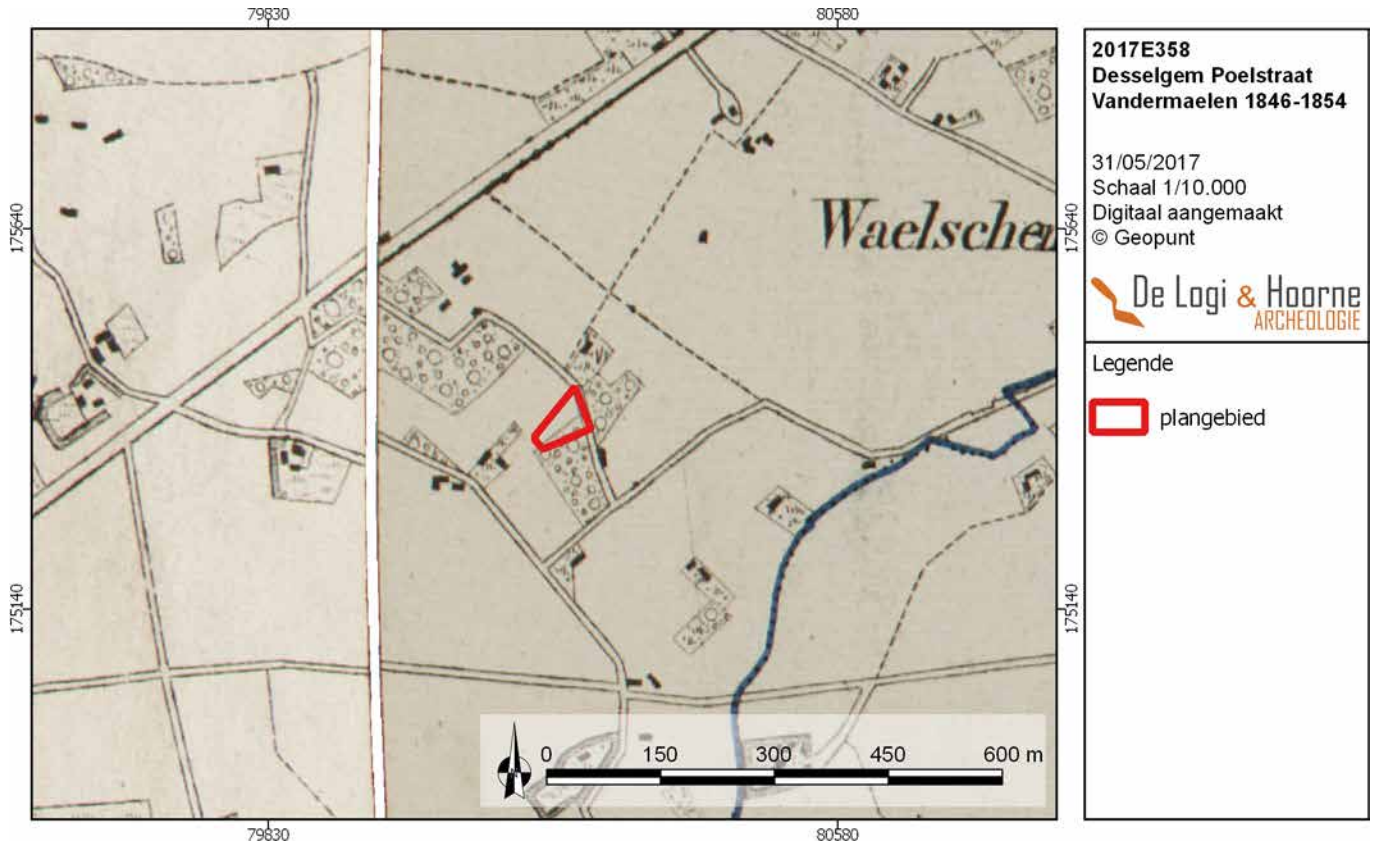 79830
80580
175640
175640
175140
175140
79830
80580
Waelschen
0 150 300 450 600 m
2017E358
Desselgem Poelstraat
Vandermaelen 1846-1854
31/05/2017
Schaal 1/10.000
Digitaal aangemaakt
© Geopunt
De Logi & Hoorne
ARCHEOLOGIE
Legende
plangebied